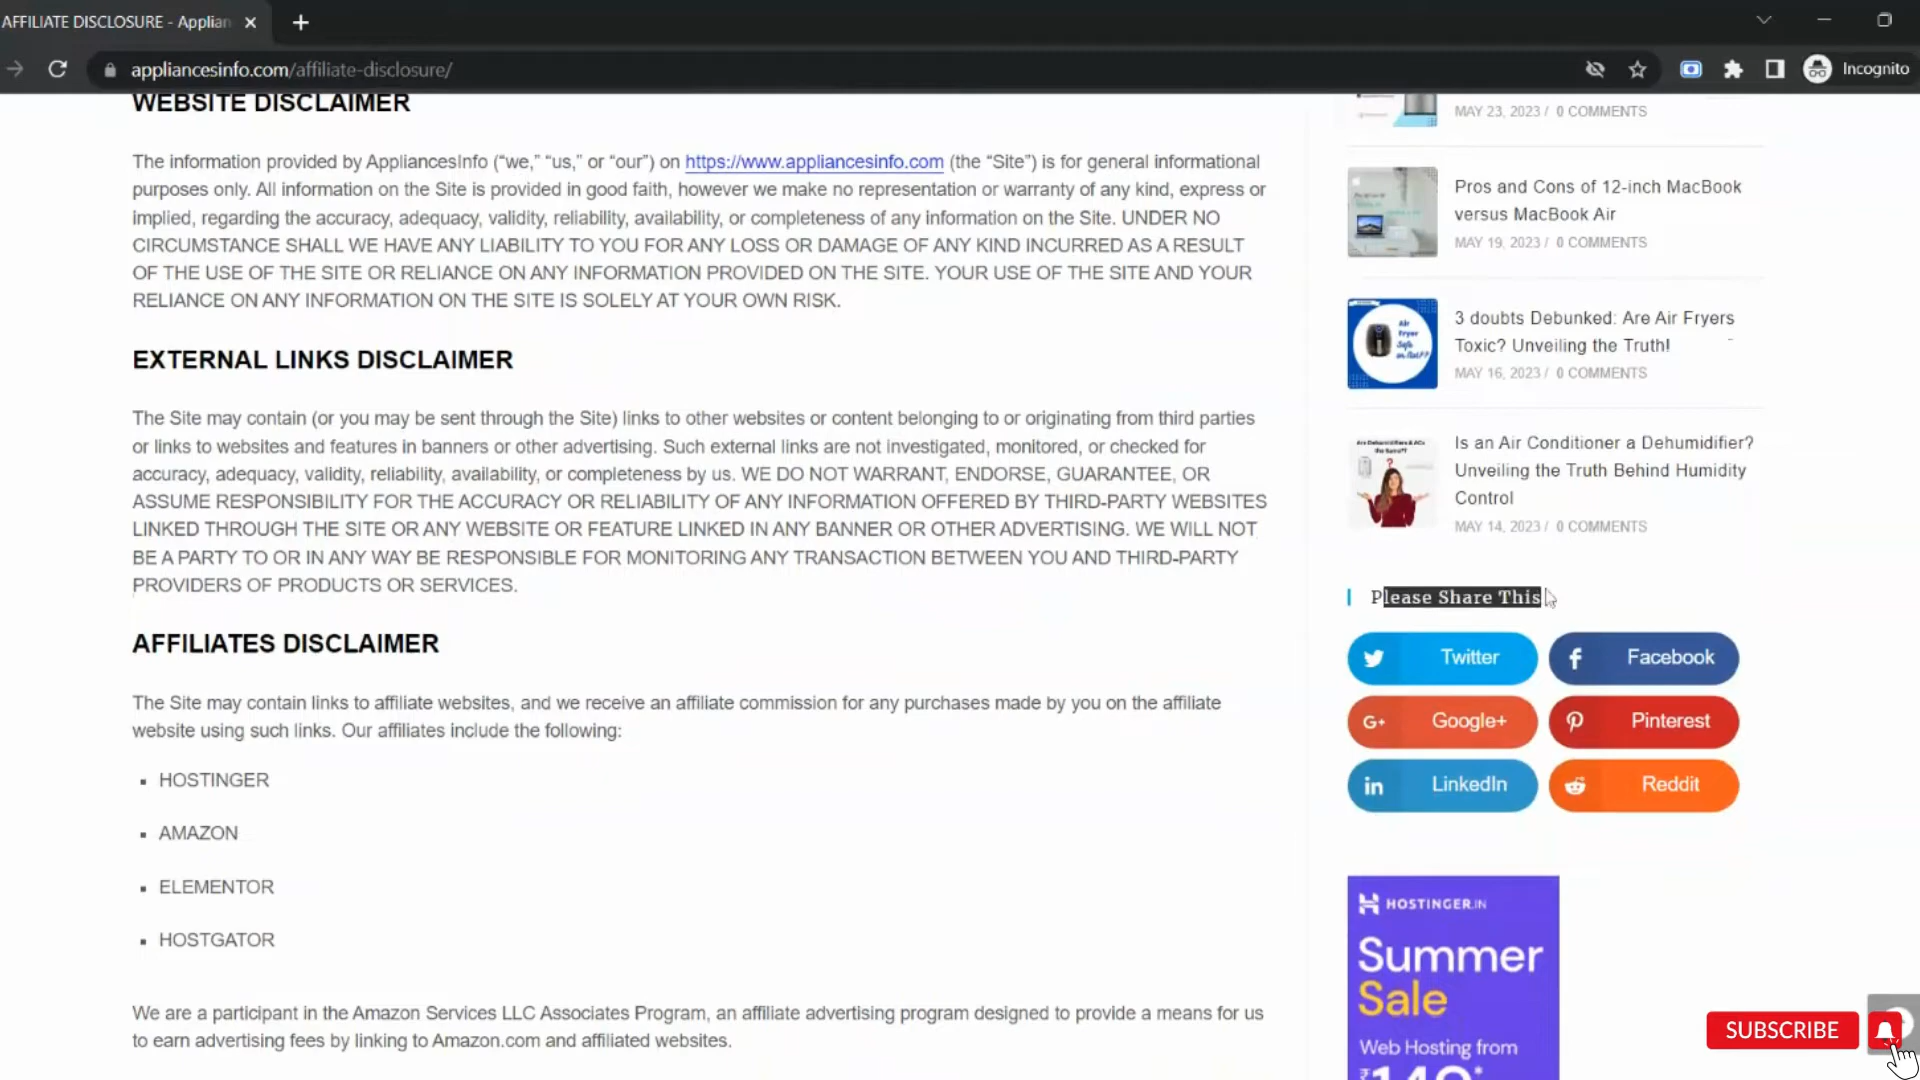 AFFILIATE DISCLOSURE - Applian
appliancesinfo.com/affiliate-disclosure/
Incognito
WEBSITE DISCLAIMER
The information provided by AppliancesInfo (“we,” “us,” or “our”) on https://www.appliancesinfo.com (the “Site”) is for general informational
purposes only. All information on the Site is provided in good faith, however we make no representation or warranty of any kind, express or
implied, regarding the accuracy, adequacy, validity, reliability, availability, or completeness of any information on the Site. UNDER NO
CIRCUMSTANCE SHALL WE HAVE ANY LIABILITY TO YOU FOR ANY LOSS OR DAMAGE OF ANY KIND INCURRED AS A RESULT
OF THE USE OF THE SITE OR RELIANCE ON ANY INFORMATION PROVIDED ON THE SITE. YOUR USE OF THE SITE AND YOUR
RELIANCE ON ANY INFORMATION ON THE SITE IS SOLELY AT YOUR OWN RISK.
EXTERNAL LINKS DISCLAIMER
The Site may contain (or you may be sent through the Site) links to other websites or content belonging to or originating from third parties
or links to websites and features in banners or other advertising. Such external links are not investigated, monitored, or checked for
accuracy, adequacy, validity, reliability, availability, or completeness by us. WE DO NOT WARRANT, ENDORSE, GUARANTEE, OR
ASSUME RESPONSIBILITY FOR THE ACCURACY OR RELIABILITY OF ANY INFORMATION OFFERED BY THIRD-PARTY WEBSITES
LINKED THROUGH THE SITE OR ANY WEBSITE OR FEATURE LINKED IN ANY BANNER OR OTHER ADVERTISING. WE WILL NOT
BE A PARTY TO OR IN ANY WAY BE RESPONSIBLE FOR MONITORING ANY TRANSACTION BETWEEN YOU AND THIRD-PARTY
PROVIDERS OF PRODUCTS OR SERVICES.
AFFILIATES DISCLAIMER
The Site may contain links to affiliate websites, and we receive an affiliate commission for any purchases made by you on the affiliate
website using such links. Our affiliates include the following:
HOSTINGER
AMAZON
ELEMENTOR
HOSTGATOR
We are a participant in the Amazon Services LLC Associates Program, an affiliate advertising program designed to provide a means for us
to earn advertising fees by linking to Amazon.com and affiliated websites.
MAY 23, 2023 / 0 COMMENTS
Pros and Cons of 12-inch MacBook
versus MacBook Air
MAY 19, 2023 / 0 COMMENTS
Air
Fryer
Safe
or Not??
3 doubts Debunked: Are Air Fryers
Toxic? Unveiling the Truth!
MAY 16, 2023 / 0 COMMENTS
Is an Air Conditioner a Dehumidifier?
Unveiling the Truth Behind Humidity
Control
MAY 14, 2023 / 0 COMMENTS
Please Share This
Twitter
Facebook
G+ Google+
Pinterest
in LinkedIn
Reddit
HOSTINGER.IN
Summer
Sale
Web Hosting from
₹149*
SUBSCRIBE